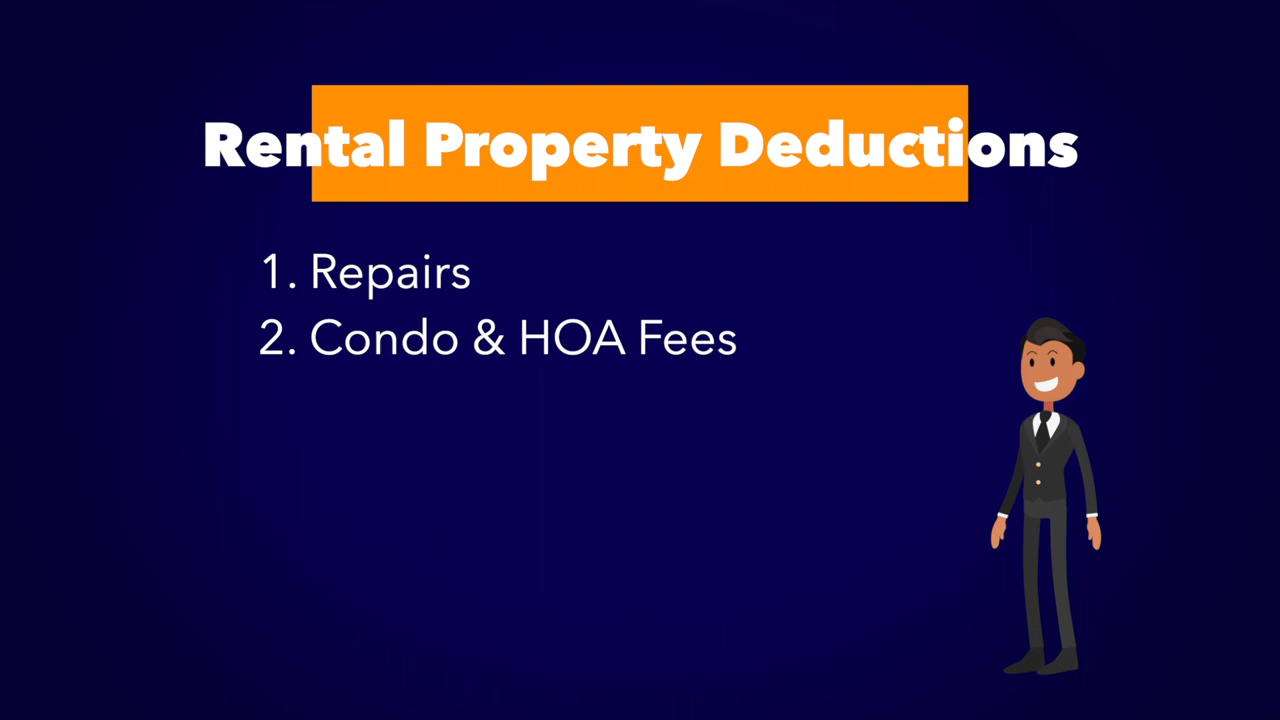 Rental Property Deductions
1. Repairs
2. Condo & HOA Fees